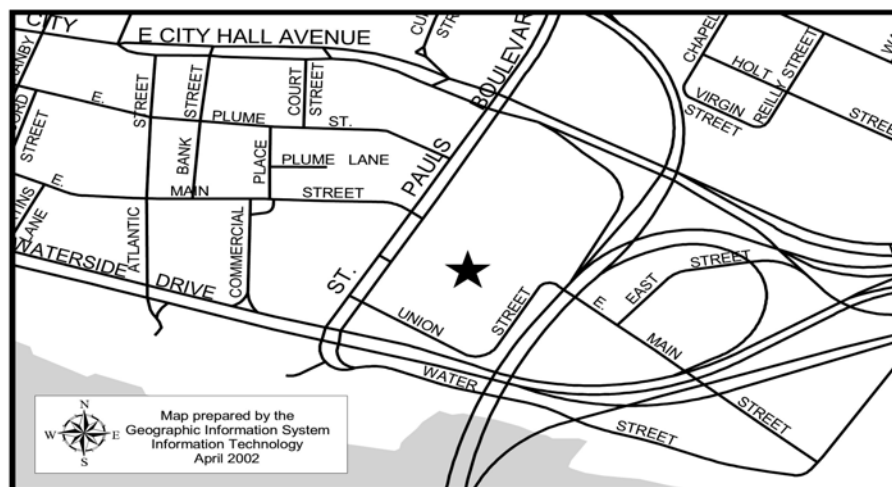 CITY
E CITY HALL AVENUE
STREET
STREET
COURT
STREET
E.
PLUME
ST.
BANK
PLACE
PLUME LANE
STREET
E.
MAIN
STREET
LANE
ATLANTIC
COMMERCIAL
WATERSIDE DRIVE
ST. PAULS
UNION
STREET
CHAPEL
HOLT
STREET
VIRGIN
STREET
REILLY STREET
EAST
STREET
E. MAIN
STREET
WATER
STREET
N
W
E
S
Map prepared by the
Geographic Information System
Information Technology
April 2002